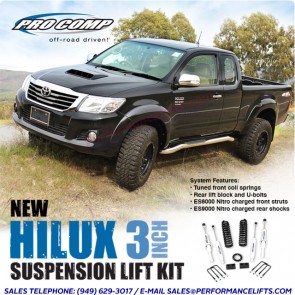 PRO COMP
off-road driven!®
System Features:
- Tuned front coil springs
- Rear lift block and U-bolts
- ES6000 Nitro charged front struts
- ES9000 Nitro charged rear shocks
NEW
HILUX 3 INCH
SUSPENSION LIFT KIT
SALES TELEPHONE: (949) 629-3017 / E-MAIL SALES@PERFORMANCELIFTS.COM